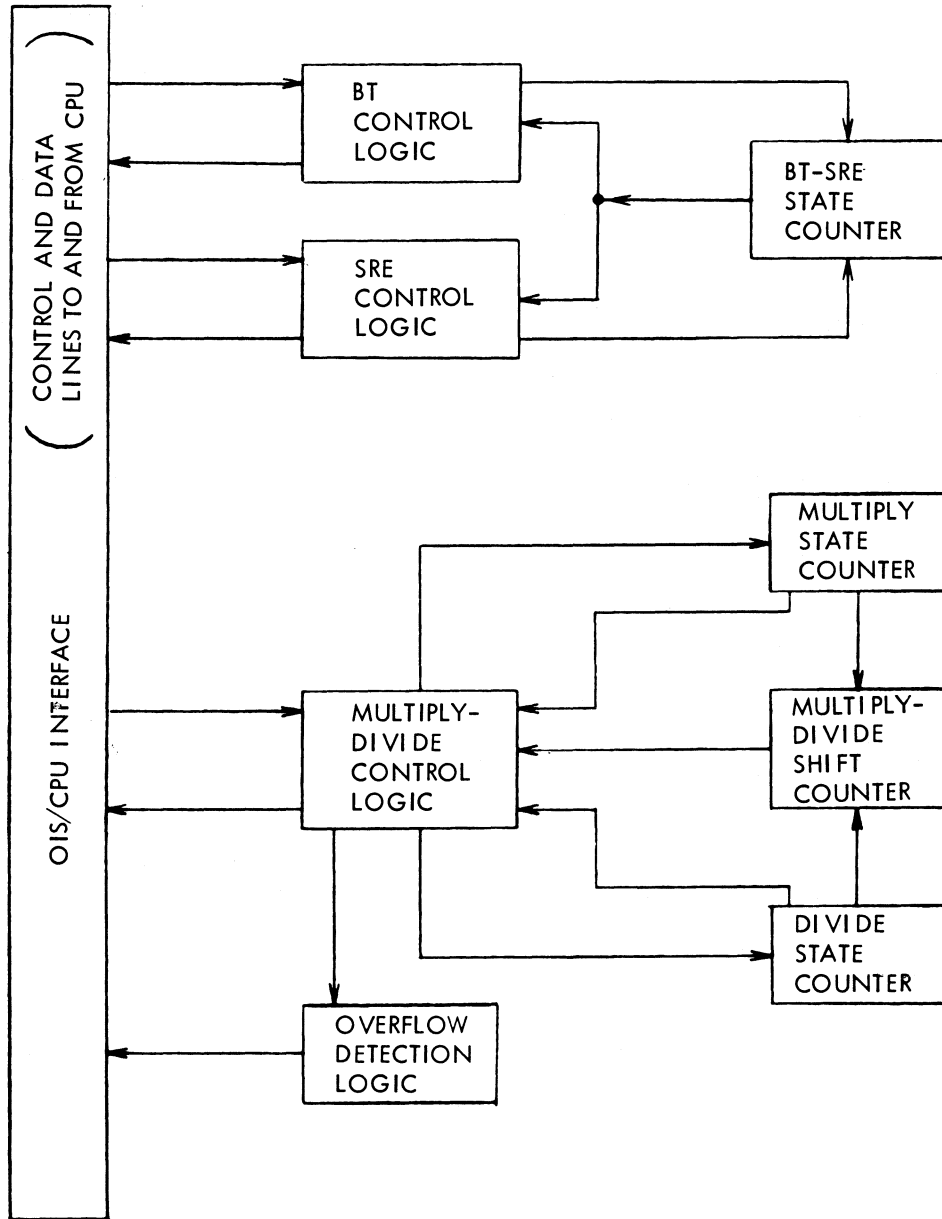 ( CONTROL AND DATA
LINES TO AND FROM CPU )
OIS/CPU INTERFACE
BT
CONTROL
LOGIC
BT-SRE
STATE
COUNTER
SRE
CONTROL
LOGIC
MULTIPLY
STATE
COUNTER
MULTIPLY-
DIVIDE
CONTROL
LOGIC
MULTIPLY-
DIVIDE
SHIFT
COUNTER
DIVIDE
STATE
COUNTER
OVERFLOW
DETECTION
LOGIC